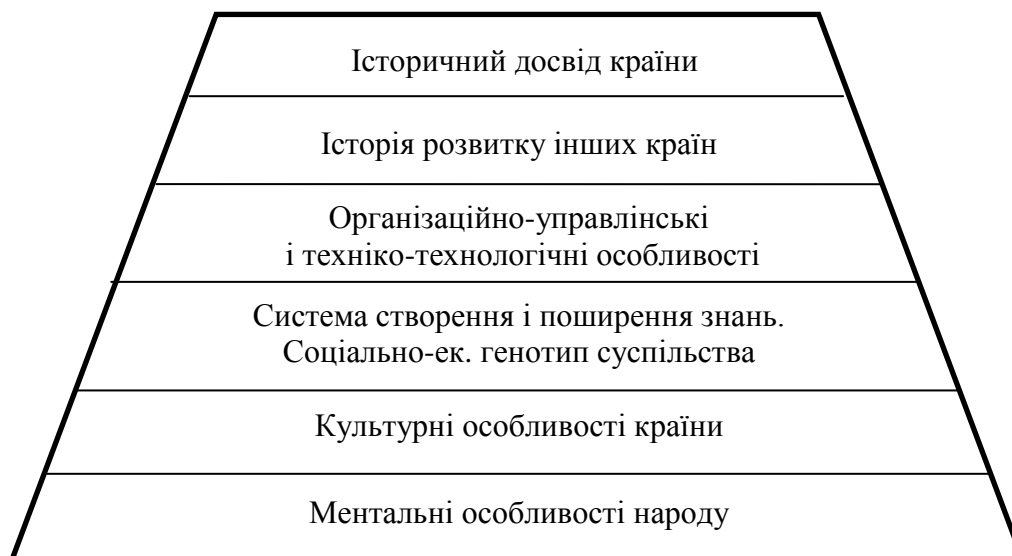 Історичний досвід країни
Історія розвитку інших країн
Організаційно-управлінські
і техніко-технологічні особливості
Система створення і поширення знань.
Соціально-ек. генотип суспільства
Культурні особливості країни
Ментальні особливості народу